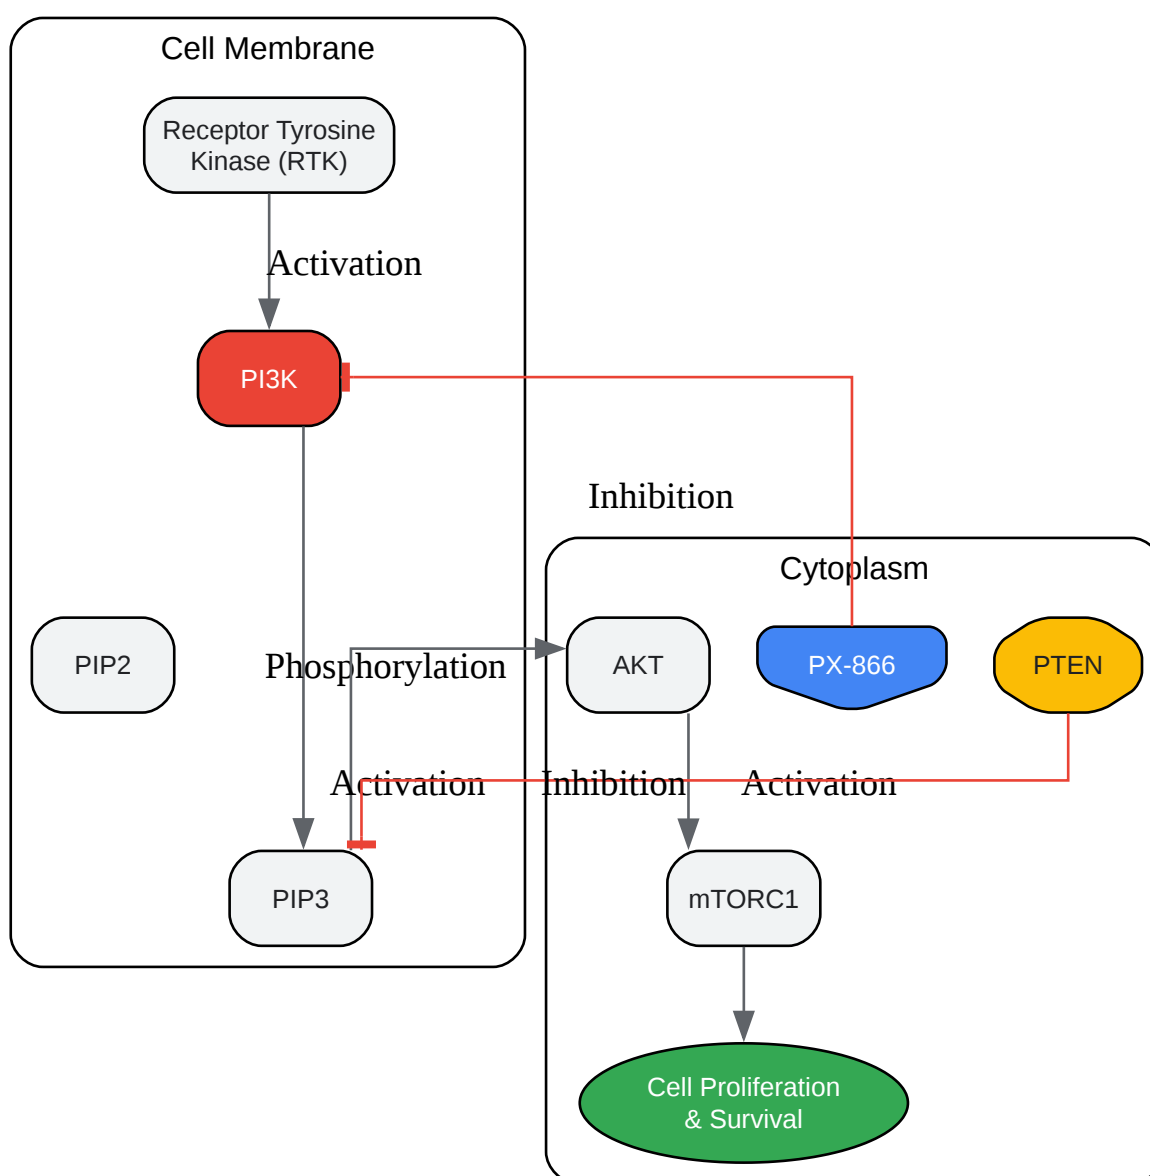 Cell Membrane
Receptor Tyrosine
Kinase (RTK)
Activation
PI3K
Inhibition
Cytoplasm
PIP2
Phosphorylation
AKT
PX-866
PTEN
Activation
Inhibition
Activation
PIP3
mTORC1
Cell Proliferation
& Survival